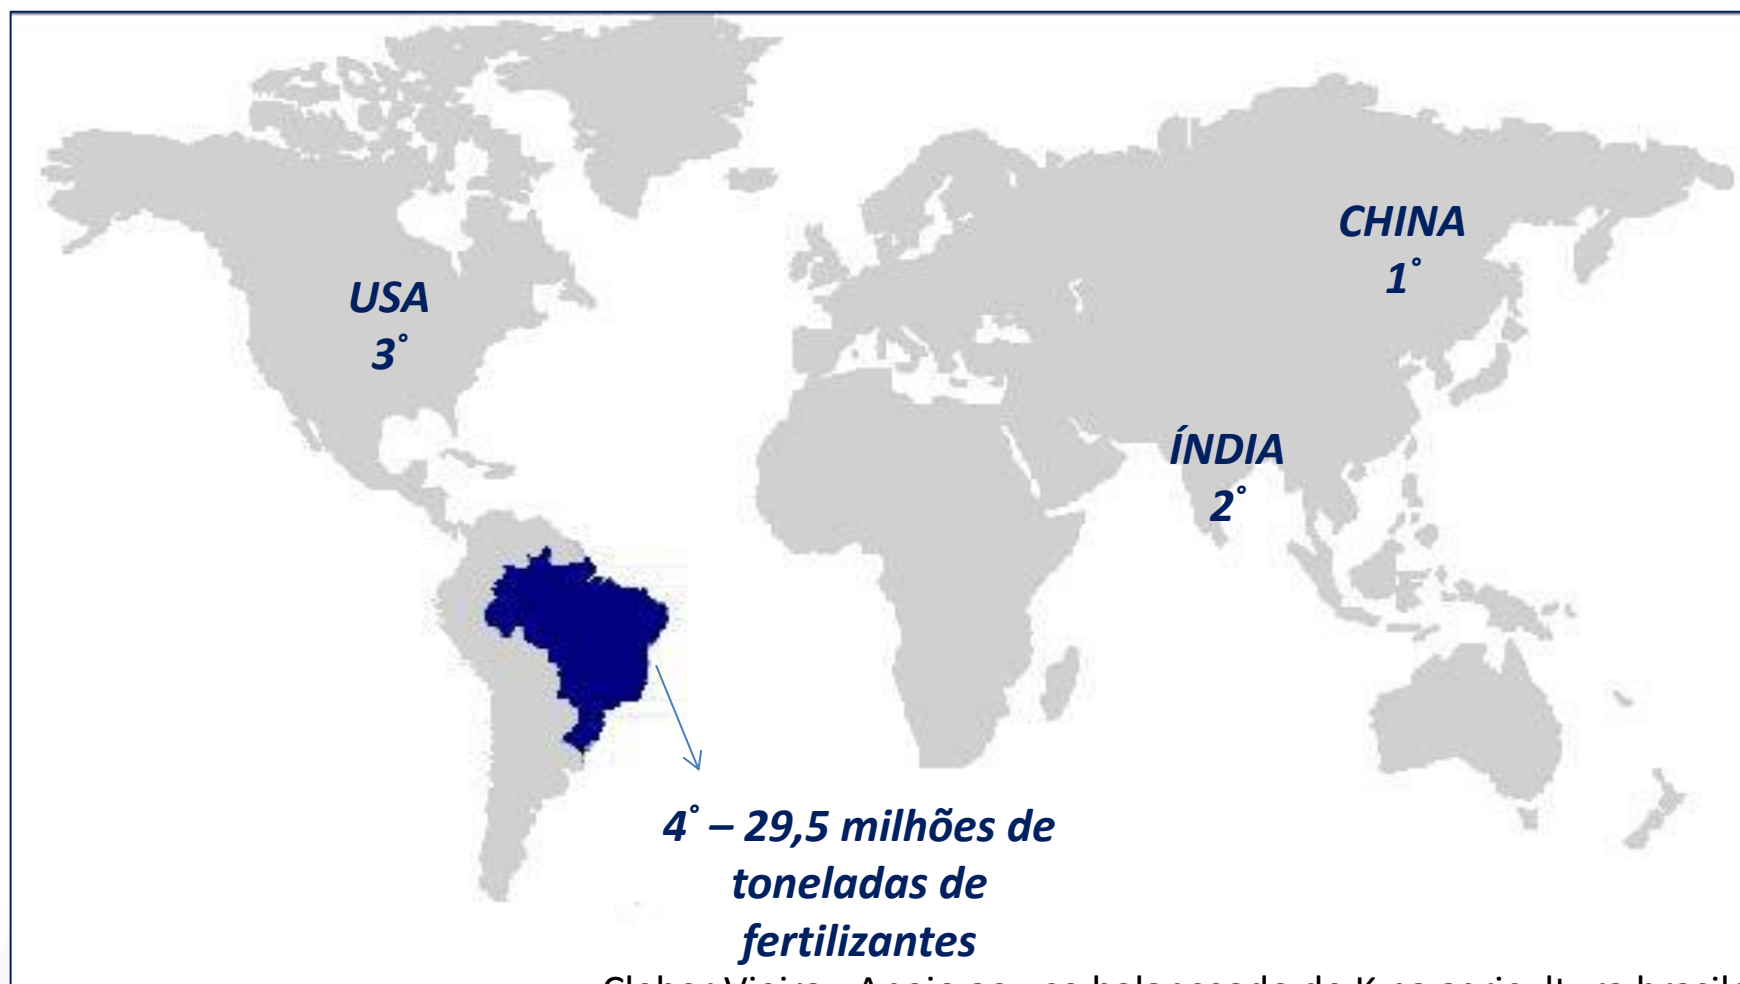 CHINA
1°
USA
3°
ÍNDIA
2°
4° – 29,5 milhões de
toneladas de
fertilizantes